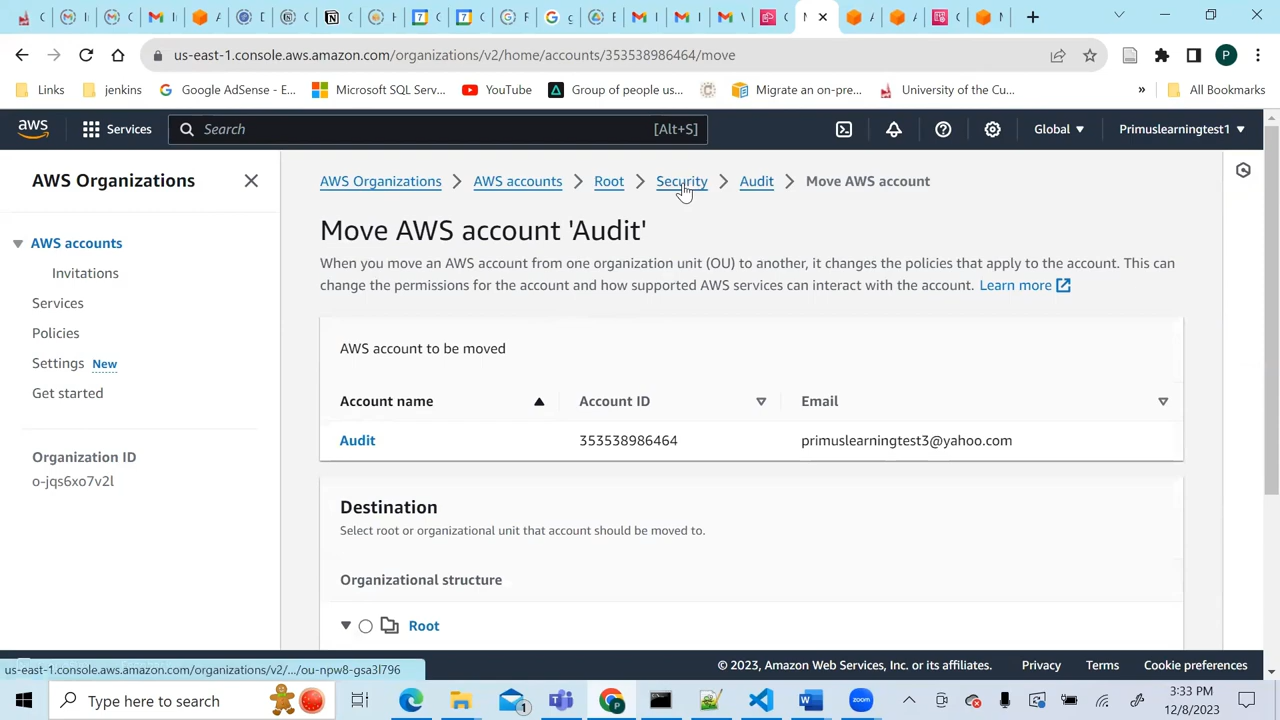 us-east-1.console.aws.amazon.com/organizations/v2/home/accounts/353538986464/move
P
Links
jenkins
Google AdSense - E...
Microsoft SQL Serv...
YouTube
Group of people us...
Migrate an on-pre...
University of the Cu...
»
All Bookmarks
aws
Services
Search
[Alt+S]
Global
Primuslearningtest1
AWS Organizations
AWS accounts
Invitations
Services
Policies
Settings New
Get started
Organization ID
o-jqs6xo7v2l
AWS Organizations > AWS accounts > Root > Security > Audit > Move AWS account
Move AWS account 'Audit'
When you move an AWS account from one organization unit (OU) to another, it changes the policies that apply to the account. This can
change the permissions for the account and how supported AWS services can interact with the account. Learn more
AWS account to be moved
Account name
Account ID
Email
Audit
353538986464
primuslearningtest3@yahoo.com
Destination
Select root or organizational unit that account should be moved to.
Organizational structure
Root
us-east-1.console.aws.amazon.com/organizations/v2/.../ou-npw8-gsa3l796
© 2023, Amazon Web Services, Inc. or its affiliates.
Privacy
Terms
Cookie preferences
Type here to search
1
zoom
3:33 PM
12/8/2023